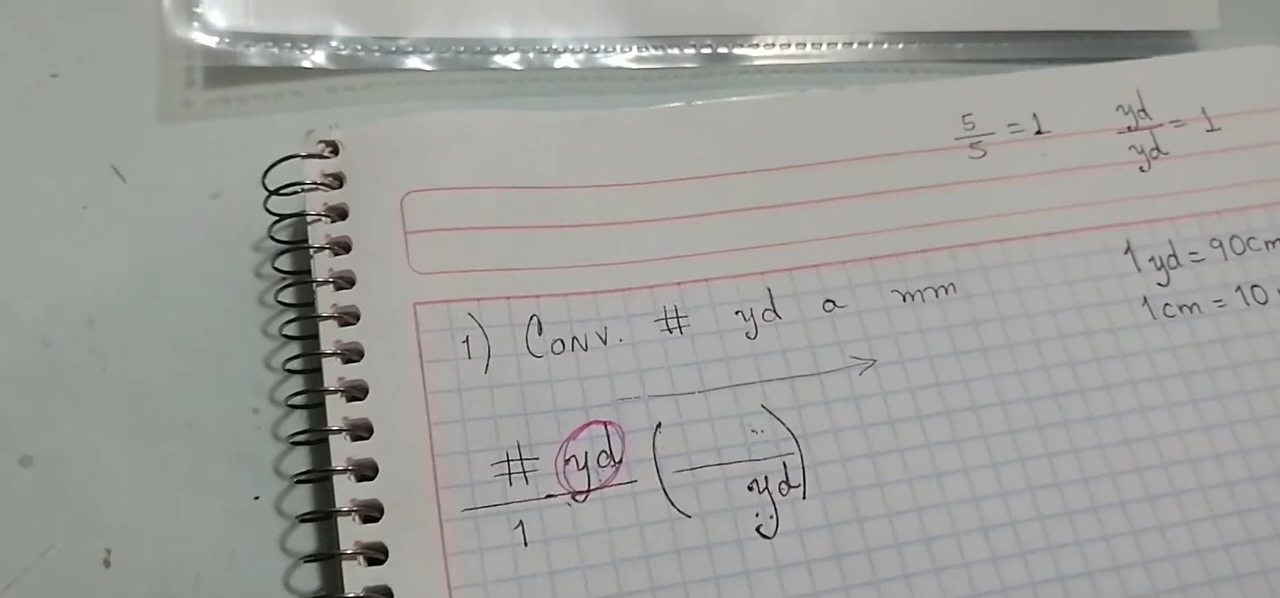 5/5 = 1 yd/yd = 1
1 yd = 90cm
1cm = 10
1) CONV. # yd a mm
# yd
1
yd